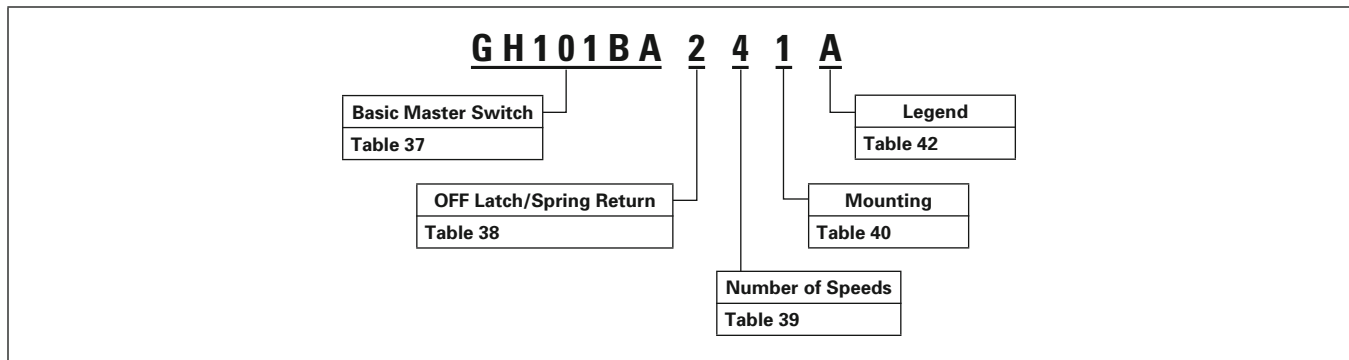 GH101BA 2 4 1 A
Basic Master Switch
Table 37
Legend
Table 42
OFF Latch/Spring Return
Table 38
Mounting
Table 40
Number of Speeds
Table 39